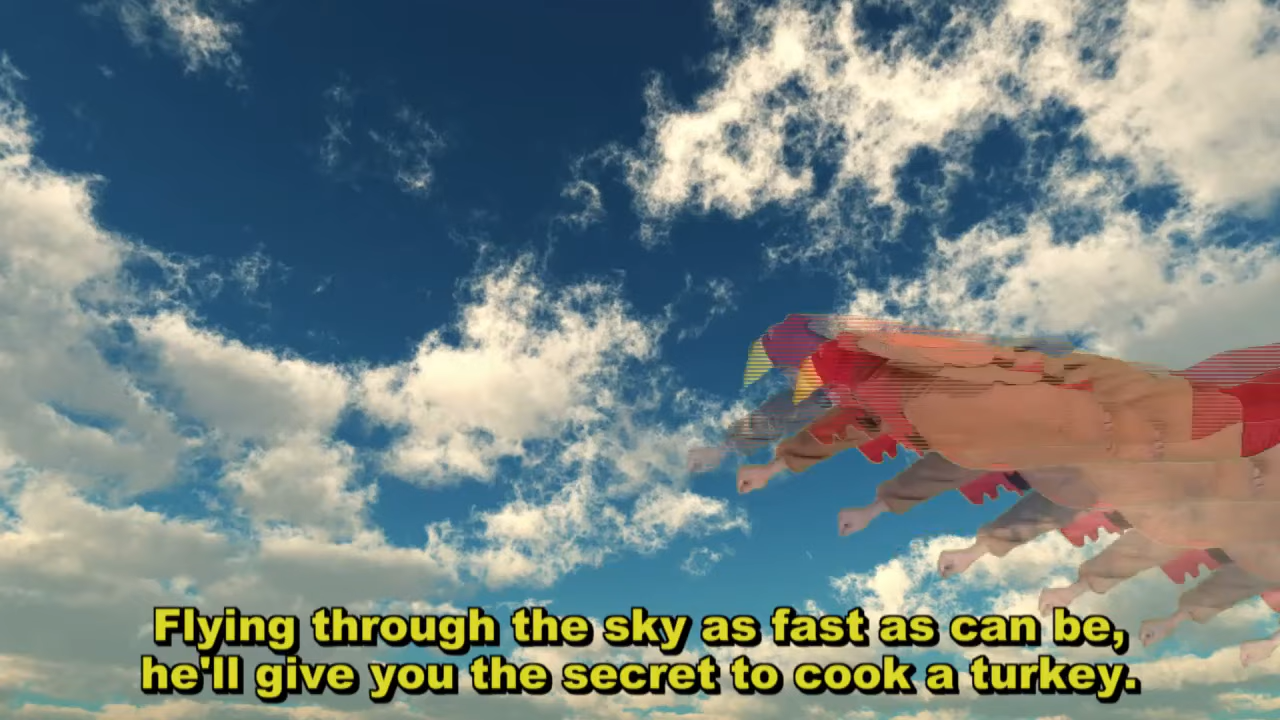 Flying through the sky as fast as can be,
he'll give you the secret to cook a turkey.